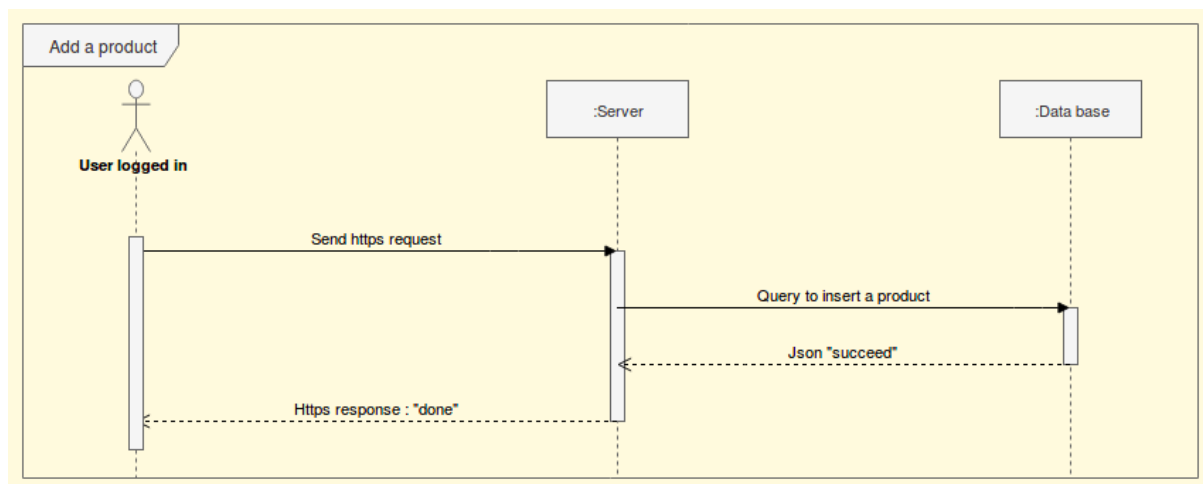 Add a product
:Server
:Data base
User logged in
Send https request
Query to insert a product
Json "succeed"
Https response : "done"